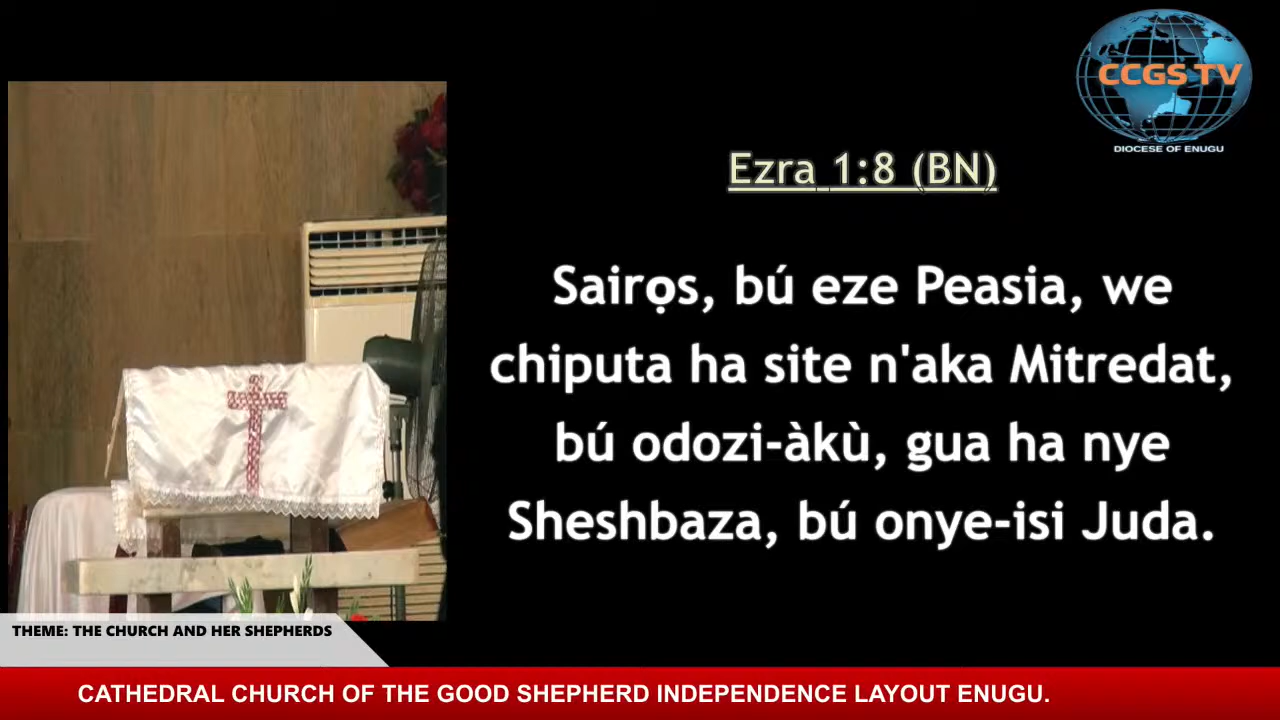 CCGS TV
DIOCESE OF ENUGU
Ezra 1:8 (BN)
Sairọs, bú eze Peasia, we
chiputa ha site n'aka Mitredat,
bú odozi-àkù, gua ha nye
Sheshbaza, bú onye-isi Juda.
THEME: THE CHURCH AND HER SHEPHERDS
CATHEDRAL CHURCH OF THE GOOD SHEPHERD INDEPENDENCE LAYOUT ENUGU.